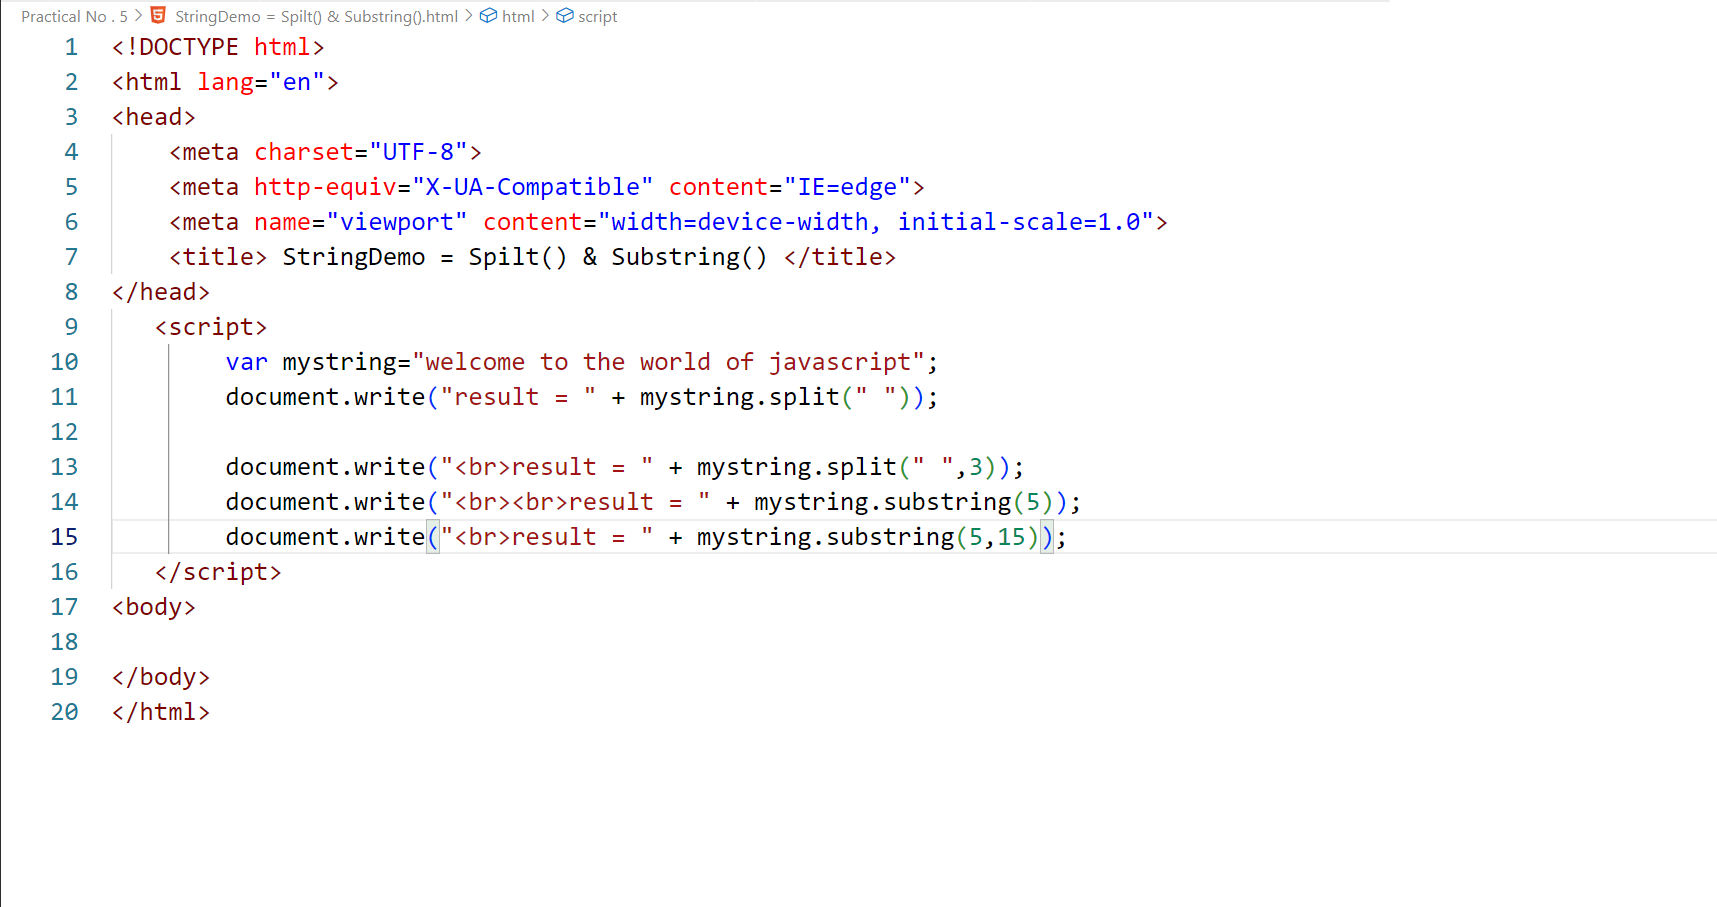 Practical No . 5 > StringDemo = Spilt() & Substring().html > html > script
1 <!DOCTYPE html>
2 <html lang="en">
3 <head>
4     <meta charset="UTF-8">
5     <meta http-equiv="X-UA-Compatible" content="IE=edge">
6     <meta name="viewport" content="width=device-width, initial-scale=1.0">
7     <title> StringDemo = Spilt() & Substring() </title>
8 </head>
9    <script>
10         var mystring="welcome to the world of javascript";
11         document.write("result = " + mystring.split(" "));
12
13         document.write("<br>result = " + mystring.split(" ",3));
14         document.write("<br><br>result = " + mystring.substring(5));
15         document.write("<br>result = " + mystring.substring(5,15));
16    </script>
17 <body>
18
19 </body>
20 </html>